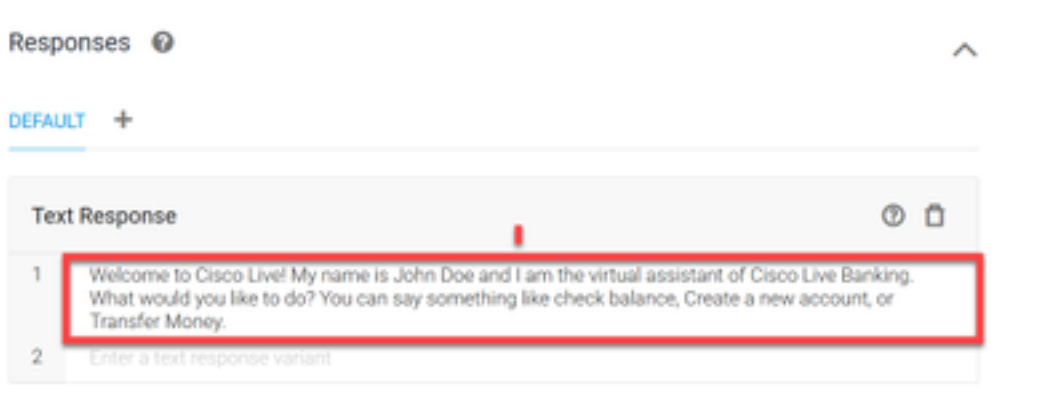 Responses
DEFAULT +
Text Response
1 Welcome to Cisco Live! My name is John Doe and I am the virtual assistant of Cisco Live Banking.
What would you like to do? You can say something like check balance, Create a new account, or
Transfer Money.
2 Enter a text response variant